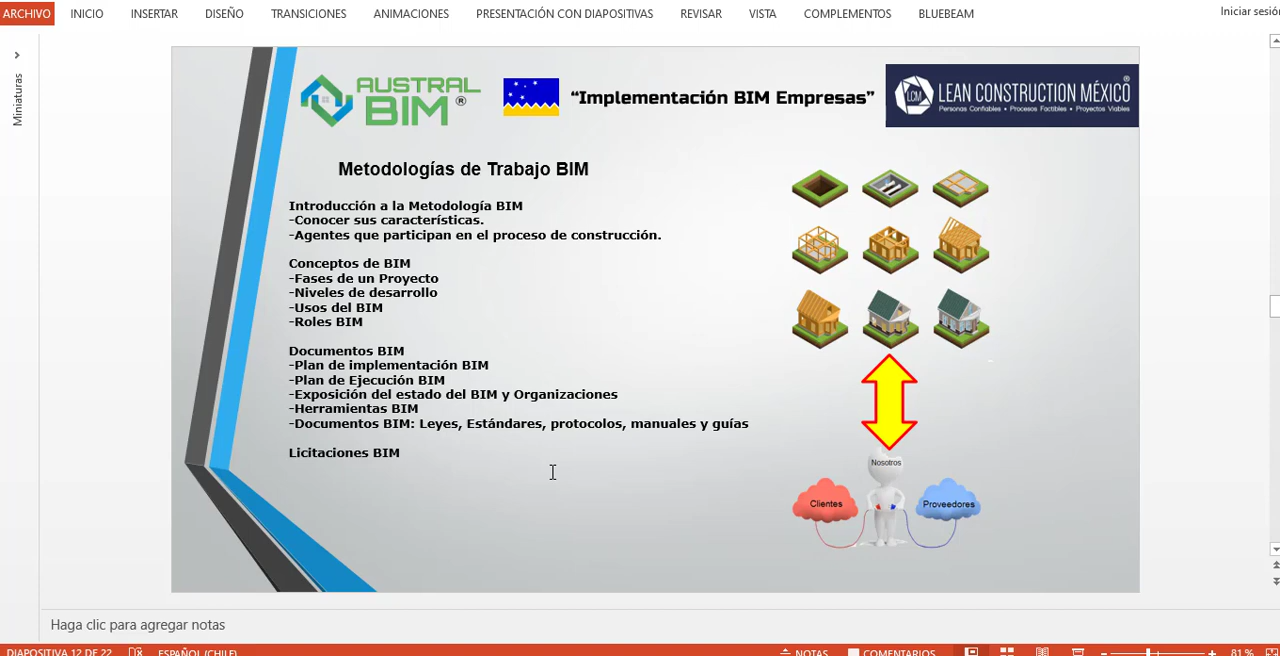 ARCHIVO INICIO INSERTAR DISEÑO TRANSICIONES ANIMACIONES PRESENTACIÓN CON DIAPOSITIVAS REVISAR VISTA COMPLEMENTOS BLUEBEAM Iniciar sesión
Miniaturas
AUSTRAL
BIM ®
“Implementación BIM Empresas”
LCM LEAN CONSTRUCTION MÉXICO ®
Personas Confiables • Procesos Factibles • Proyectos Viables
Metodologías de Trabajo BIM
Introducción a la Metodología BIM
-Conocer sus características.
-Agentes que participan en el proceso de construcción.
Conceptos de BIM
-Fases de un Proyecto
-Niveles de desarrollo
-Usos del BIM
-Roles BIM
Documentos BIM
-Plan de implementación BIM
-Plan de Ejecución BIM
-Exposición del estado del BIM y Organizaciones
-Herramientas BIM
-Documentos BIM: Leyes, Estándares, protocolos, manuales y guías
Licitaciones BIM
Nosotros
Clientes
Proveedores
Haga clic para agregar notas
DIAPOSITIVA 12 DE 22 ESPAÑOL (CHILE) NOTAS COMENTARIOS 81 %